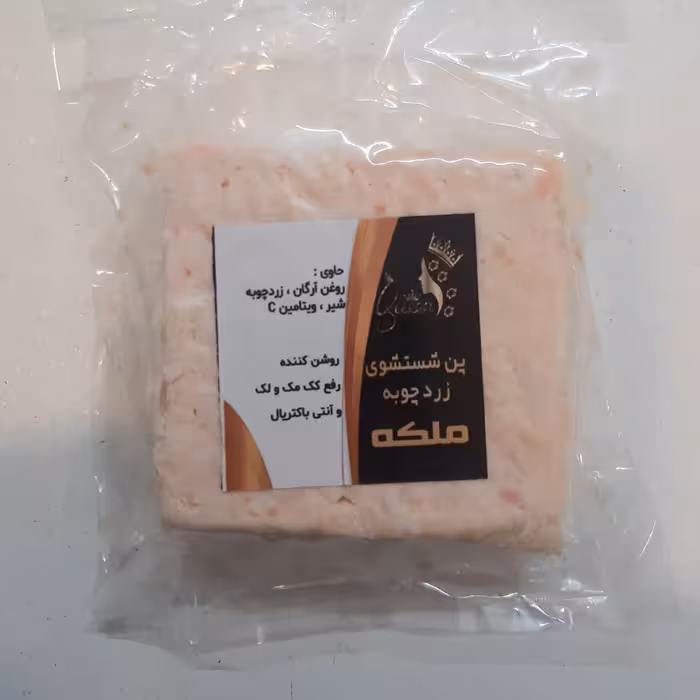 حاوی :
روغن آرگان ، زردچوبه
شیر ، ویتامین C
روشن کننده
رفع کک مک و لک
و آنتی باکتریال
پن شستشوی
زردچوبه
ملکه